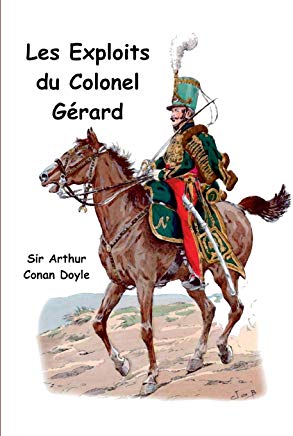 Les Exploits
du Colonel
Gérard
Sir Arthur
Conan Doyle
N
J o B